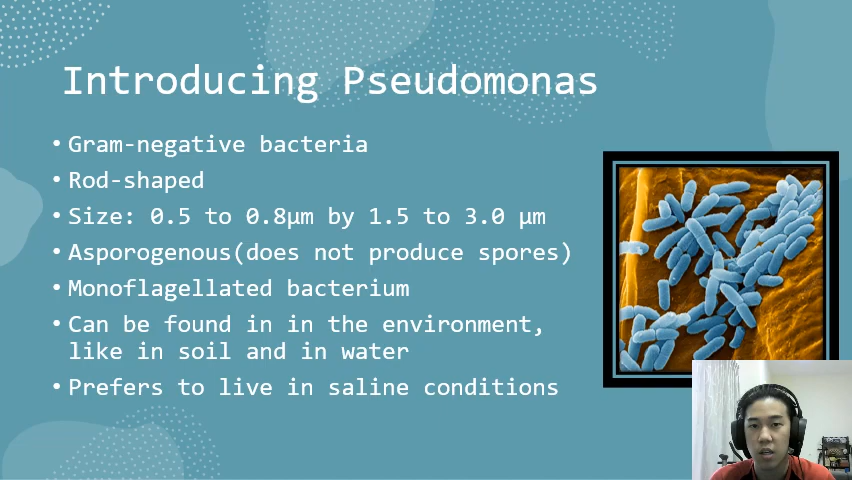 Introducing Pseudomonas
• Gram-negative bacteria
• Rod-shaped
• Size: 0.5 to 0.8µm by 1.5 to 3.0 µm
• Asporogenous(does not produce spores)
• Monoflagellated bacterium
• Can be found in in the environment,
like in soil and in water
• Prefers to live in saline conditions